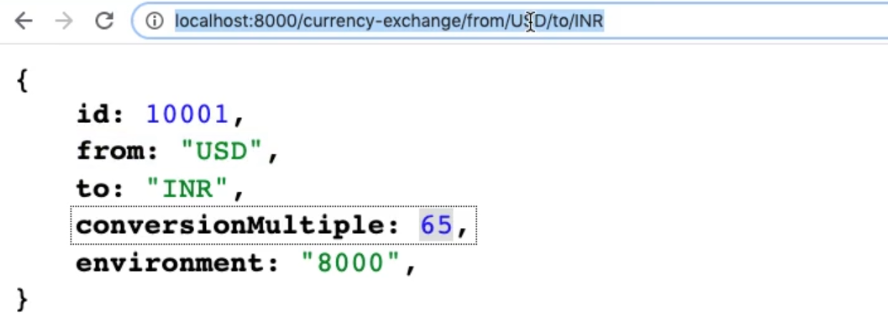 localhost:8000/currency-exchange/from/USD/to/INR
{
id: 10001,
from: "USD",
to: "INR",
conversionMultiple: 65,
environment: "8000",
}